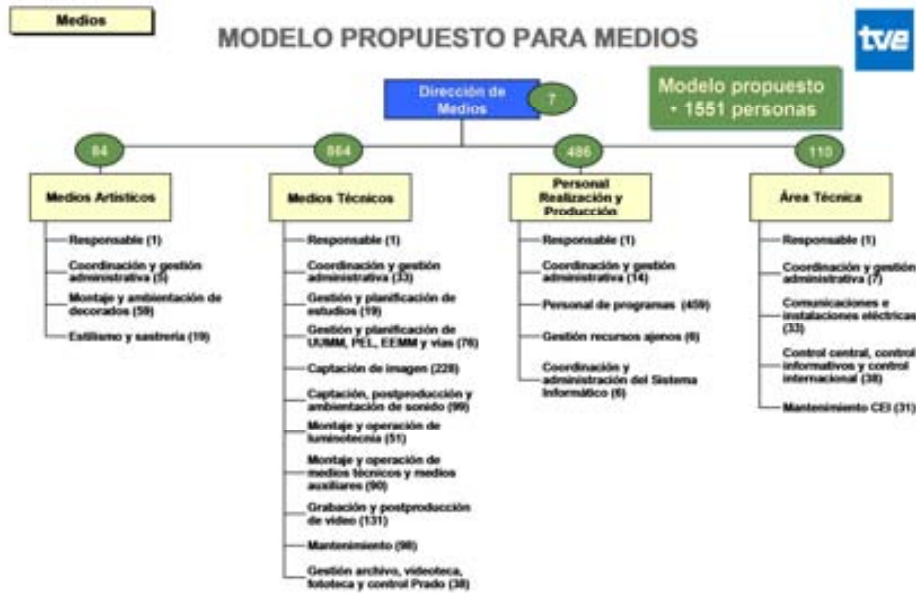 Medios
MODELO PROPUESTO PARA MEDIOS
tve
Dirección de
Medios
7
Modelo propuesto
• 1551 personas
84
Medios Artísticos
Responsable (1)
Coordinación y gestión
administrativa (5)
Montaje y ambientación de
decorados (59)
Estilismo y sastrería (19)
864
Medios Técnicos
Responsable (1)
Coordinación y gestión
administrativa (33)
Gestión y planificación de
estudios (19)
Gestión y planificación de
UUMM, PEL, EEMM y vías (76)
Captación de imagen (228)
Captación, postproducción y
ambientación de sonido (99)
Montaje y operación de
luminotecnia (51)
Montaje y operación de
medios técnicos y medios
auxiliares (90)
Grabación y postproducción
de vídeo (131)
Mantenimiento (98)
Gestión archivo, videoteca,
fototeca y control Prado (38)
486
Personal
Realización y
Producción
Responsable (1)
Coordinación y gestión
administrativa (14)
Personal de programas (459)
Gestión recursos ajenos (6)
Coordinación y
administración del Sistema
Informático (6)
110
Área Técnica
Responsable (1)
Coordinación y gestión
administrativa (7)
Comunicaciones e
instalaciones eléctricas
(33)
Control central, control
informativos y control
internacional (38)
Mantenimiento CEI (31)